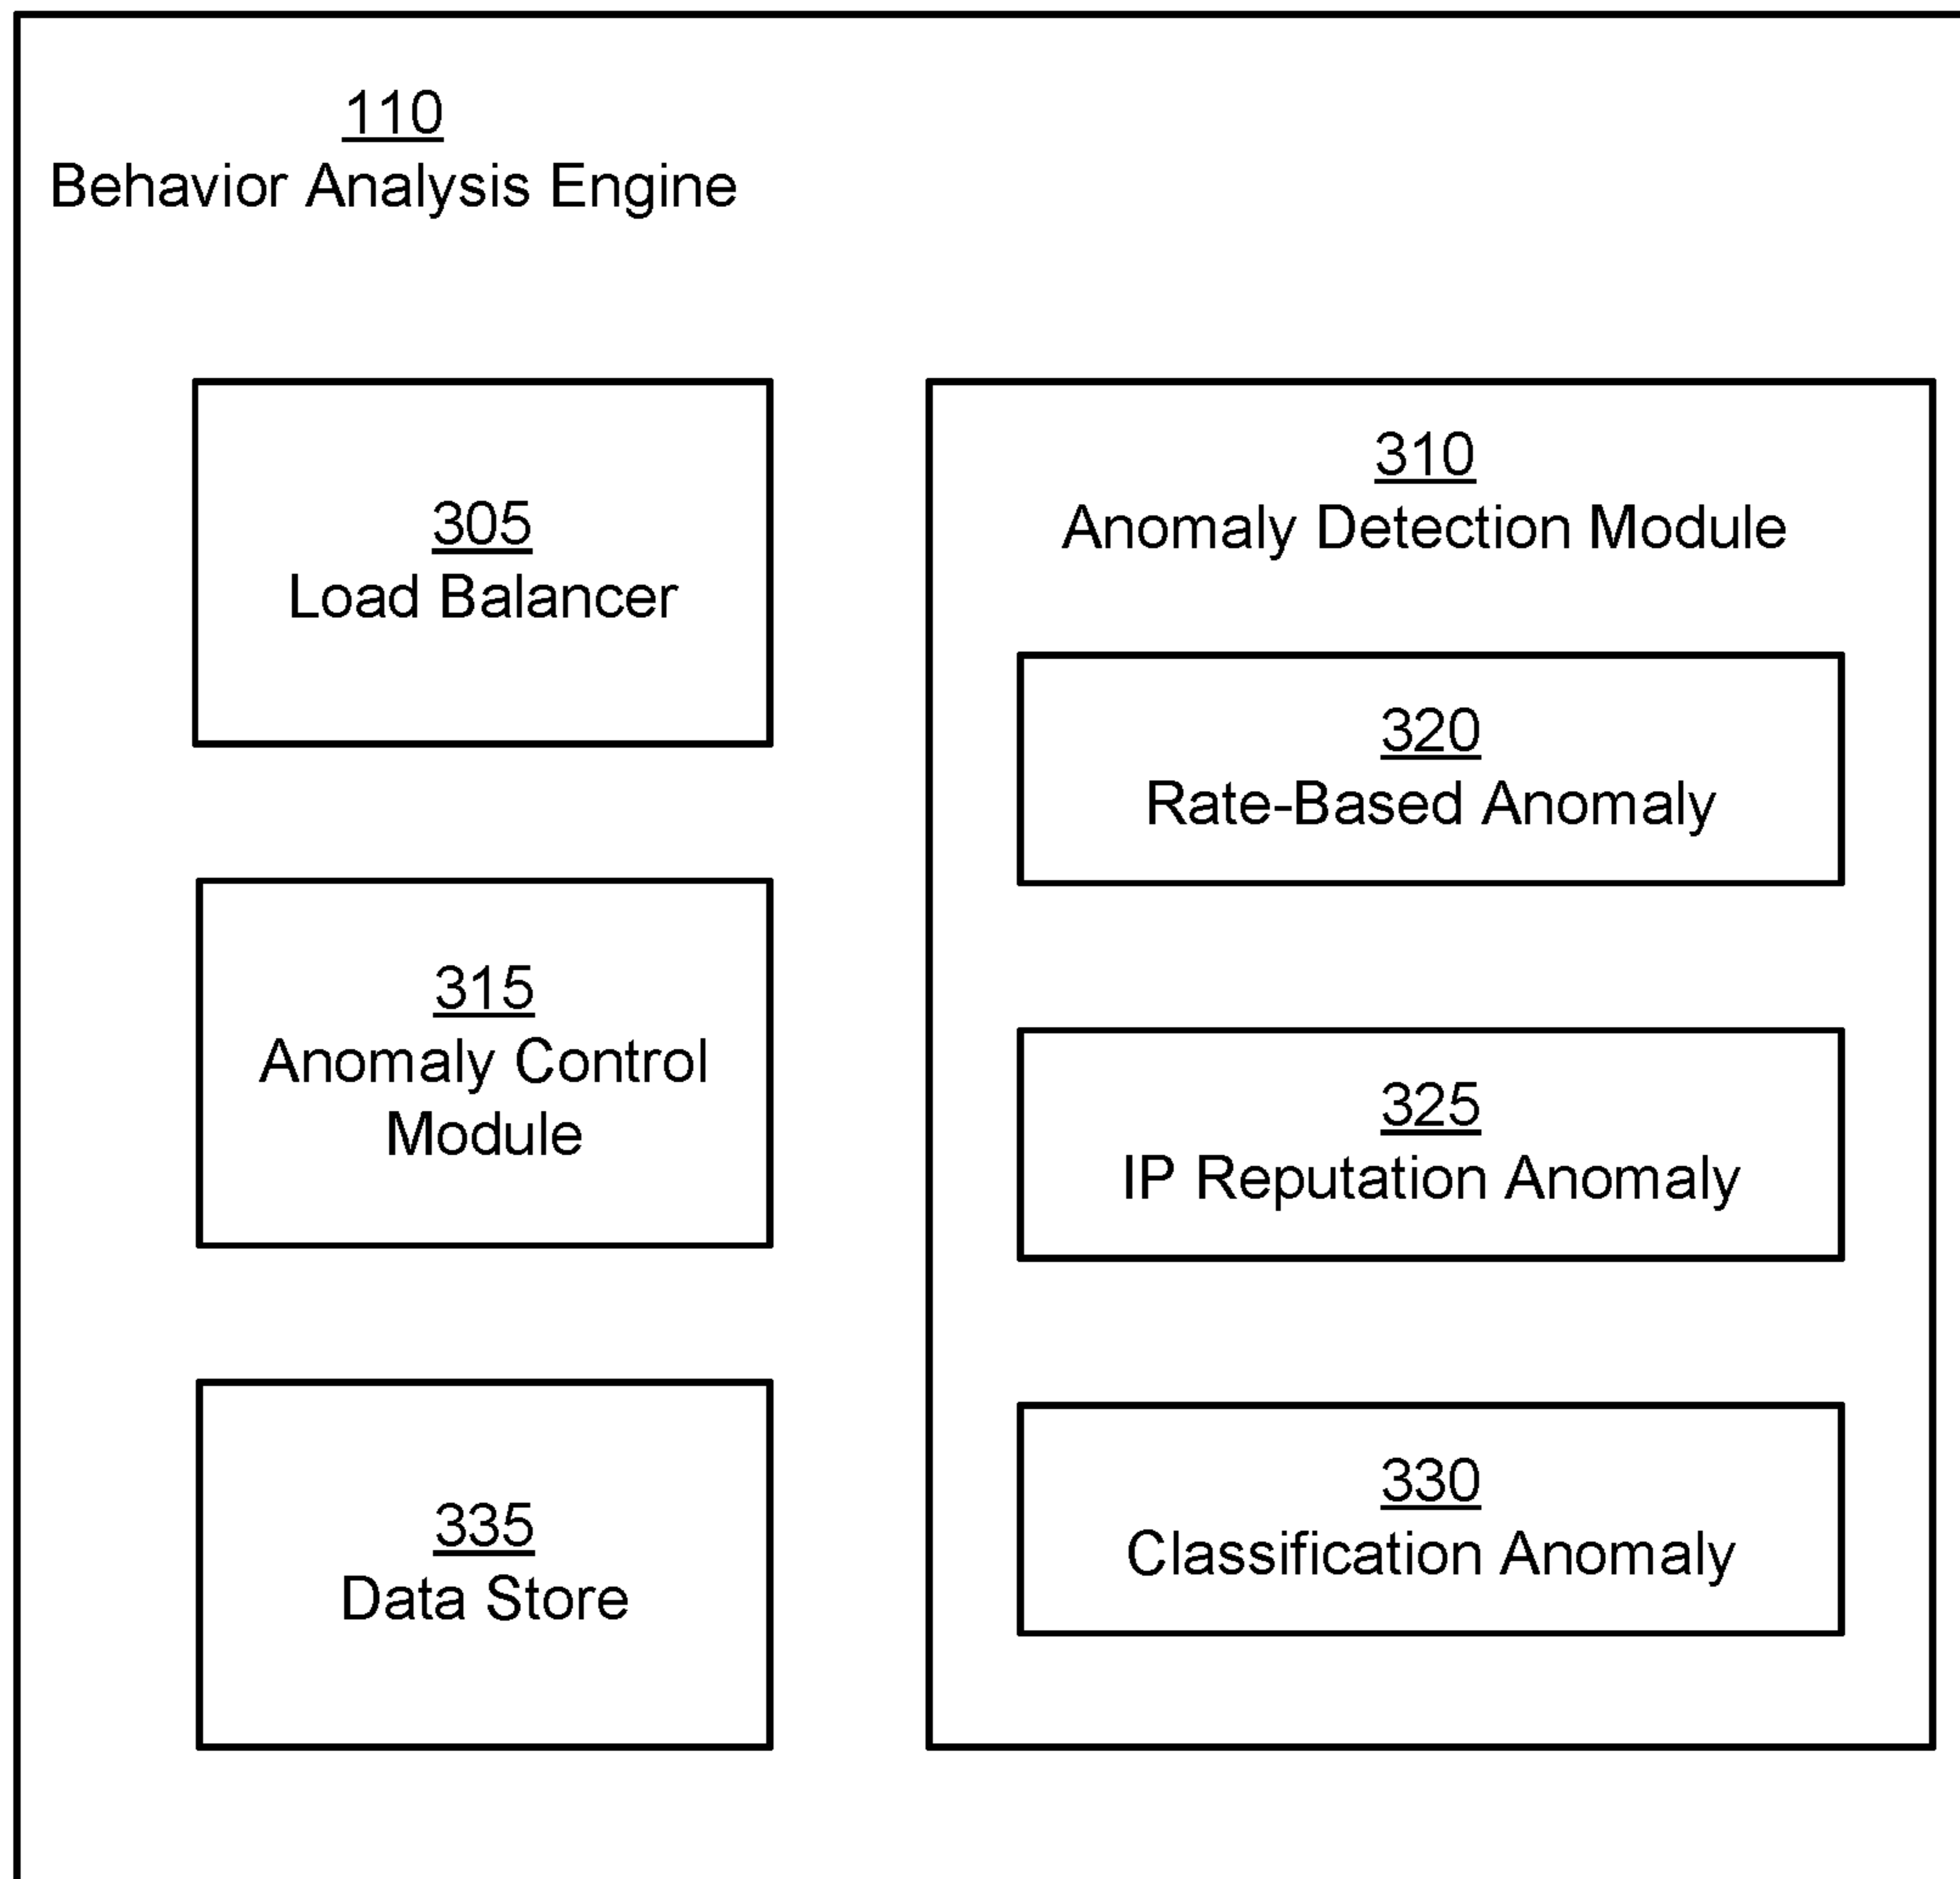 110
Behavior Analysis Engine
305
Load Balancer
315
Anomaly Control
Module
335
Data Store
310
Anomaly Detection Module
320
Rate-Based Anomaly
325
IP Reputation Anomaly
330
Classification Anomaly